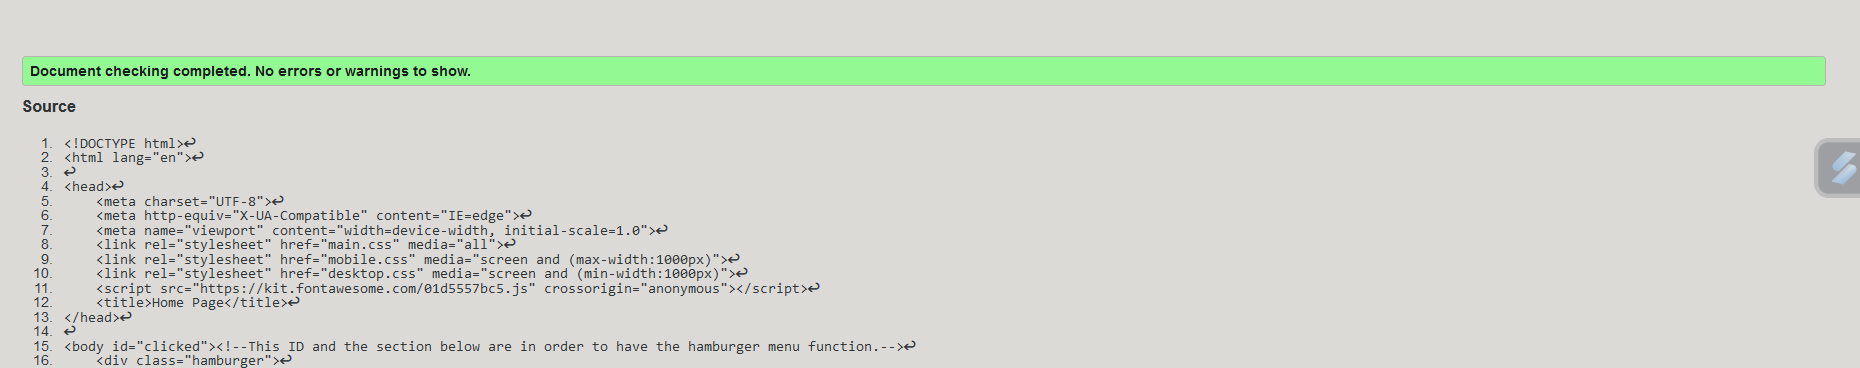 Document checking completed. No errors or warnings to show.
Source
1. <!DOCTYPE html>↩
2. <html lang="en">↩
3. ↩
4. <head>↩
5.     <meta charset="UTF-8">↩
6.     <meta http-equiv="X-UA-Compatible" content="IE=edge">↩
7.     <meta name="viewport" content="width=device-width, initial-scale=1.0">↩
8.     <link rel="stylesheet" href="main.css" media="all">↩
9.     <link rel="stylesheet" href="mobile.css" media="screen and (max-width:1000px)">↩
10.     <link rel="stylesheet" href="desktop.css" media="screen and (min-width:1000px)">↩
11.     <script src="https://kit.fontawesome.com/01d5557bc5.js" crossorigin="anonymous"></script>↩
12.     <title>Home Page</title>↩
13. </head>↩
14. ↩
15. <body id="clicked"><!--This ID and the section below are in order to have the hamburger menu function.-->↩
16.     <div class="hamburger">↩